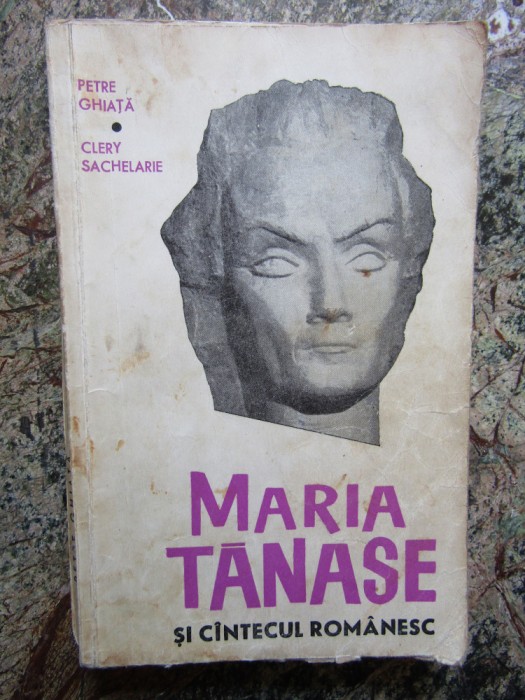 PETRE
GHIAȚĂ
CLERY
SACHELARIE
MARIA
TĂNASE
ȘI CÎNTECUL ROMÂNESC